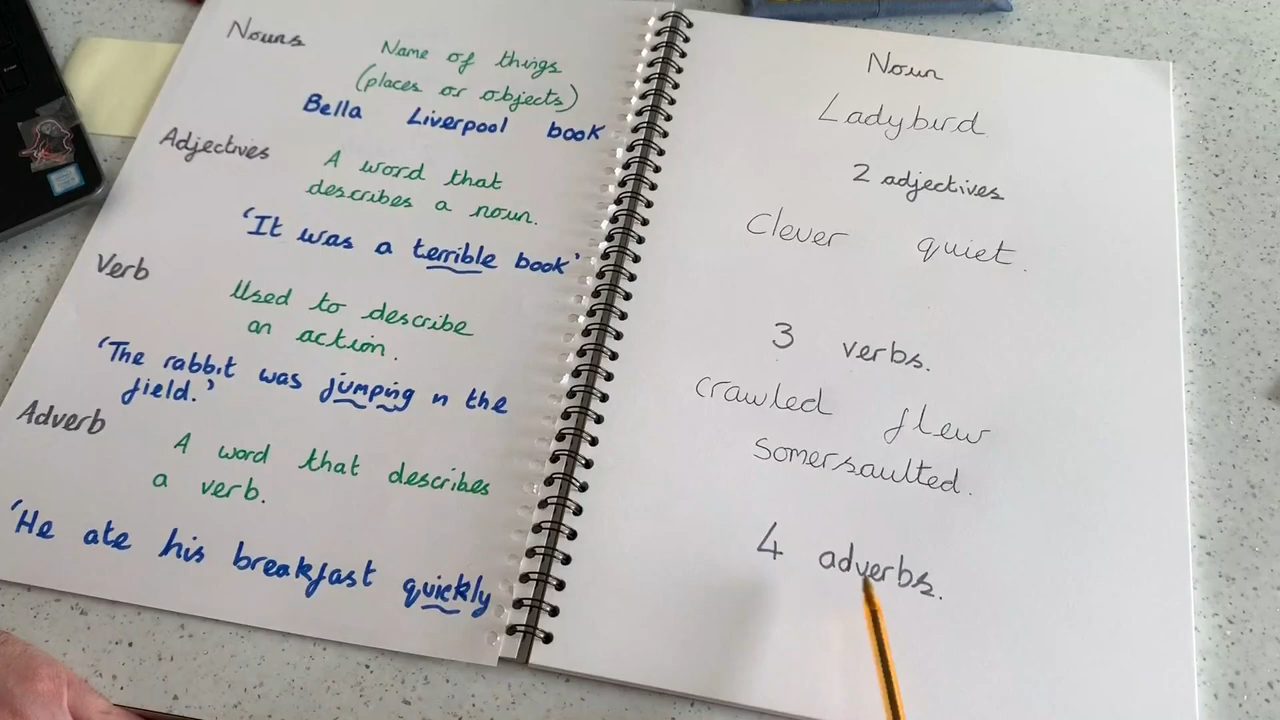 Nouns
Name of things
(places or objects)
Bella Liverpool book
Adjectives
A word that
describes a noun.
'It was a terrible book'
Verb
Used to describe
an action.
'The rabbit was jumping n the
field.'
Adverb
A word that describes
a verb.
'He ate his breakfast quickly
Noun
Ladybird
2 adjectives
Clever quiet.
3 verbs.
crawled flew
somersaulted.
4 adverbs.